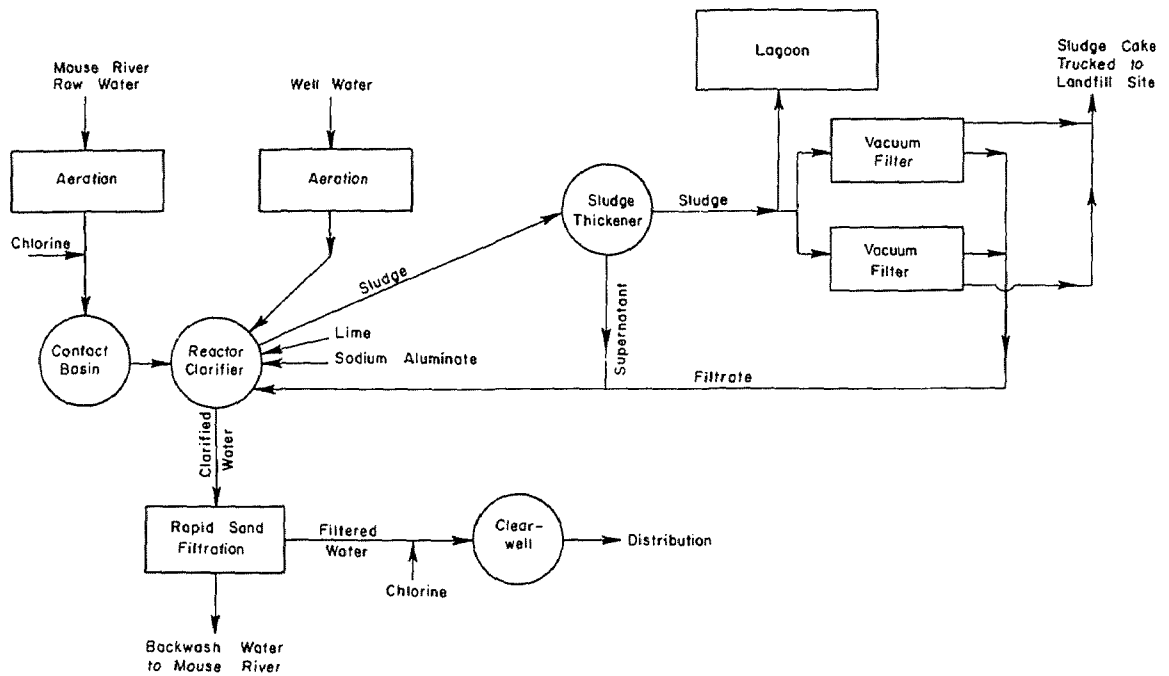 Mouse River
Raw Water
Well Water
Lagoon
Sludge Cake
Trucked to
Landfill Site
Aeration
Aeration
Vacuum
Filter
Sludge
Thickener
Sludge
Vacuum
Filter
Chlorine
Sludge
Supernatant
Contact
Basin
Reactor
Clarifier
Lime
Sodium Aluminate
Filtrate
Clarified
Water
Rapid Sand
Filtration
Filtered
Water
Chlorine
Clear-
well
Distribution
Backwash Water
to Mouse River